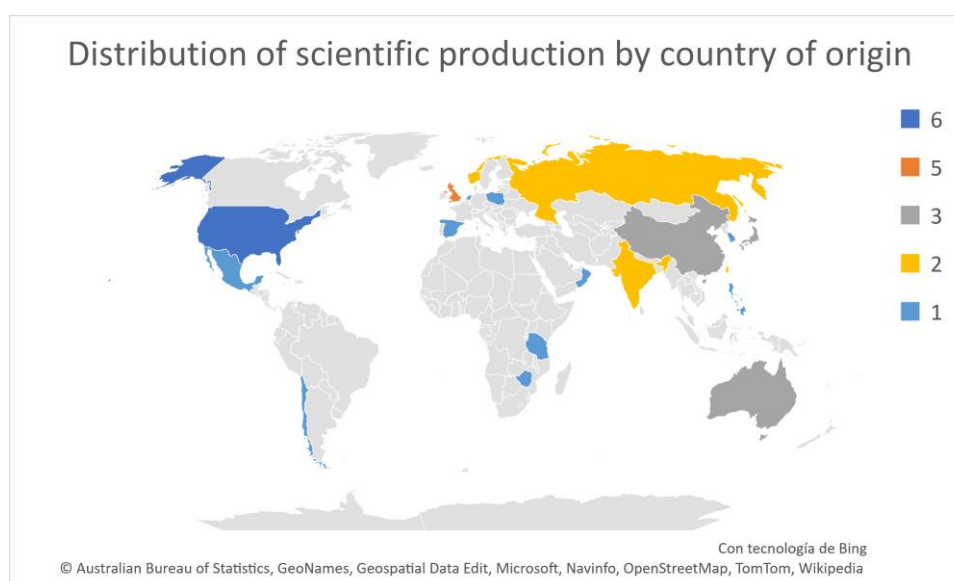 Distribution of scientific production by country of origin
6
5
3
2
1
Con tecnología de Bing
© Australian Bureau of Statistics, GeoNames, Geospatial Data Edit, Microsoft, Navinfo, OpenStreetMap, TomTom, Wikipedia